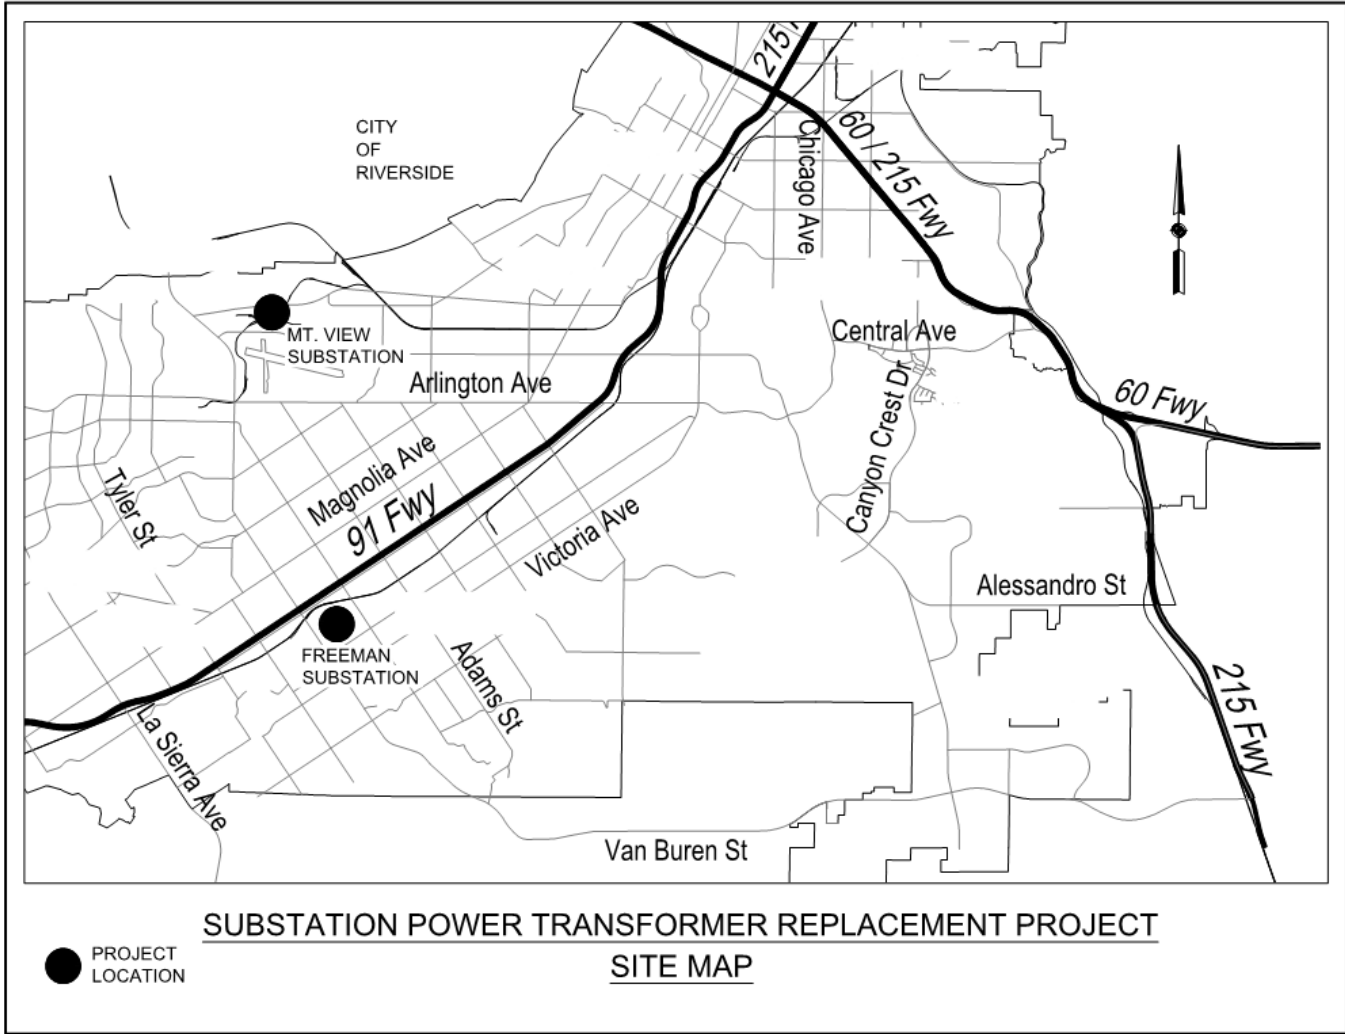 215
CITY
OF
RIVERSIDE
60 / 215 Fwy
Chicago Ave
MT. VIEW
SUBSTATION
Central Ave
Arlington Ave
Canyon Crest Dr
60 Fwy
Magnolia Ave
91 Fwy
Tyler St
Victoria Ave
Alessandro St
FREEMAN
SUBSTATION
Adams St
La Sierra Ave
215 Fwy
Van Buren St
SUBSTATION POWER TRANSFORMER REPLACEMENT PROJECT
SITE MAP
PROJECT
LOCATION